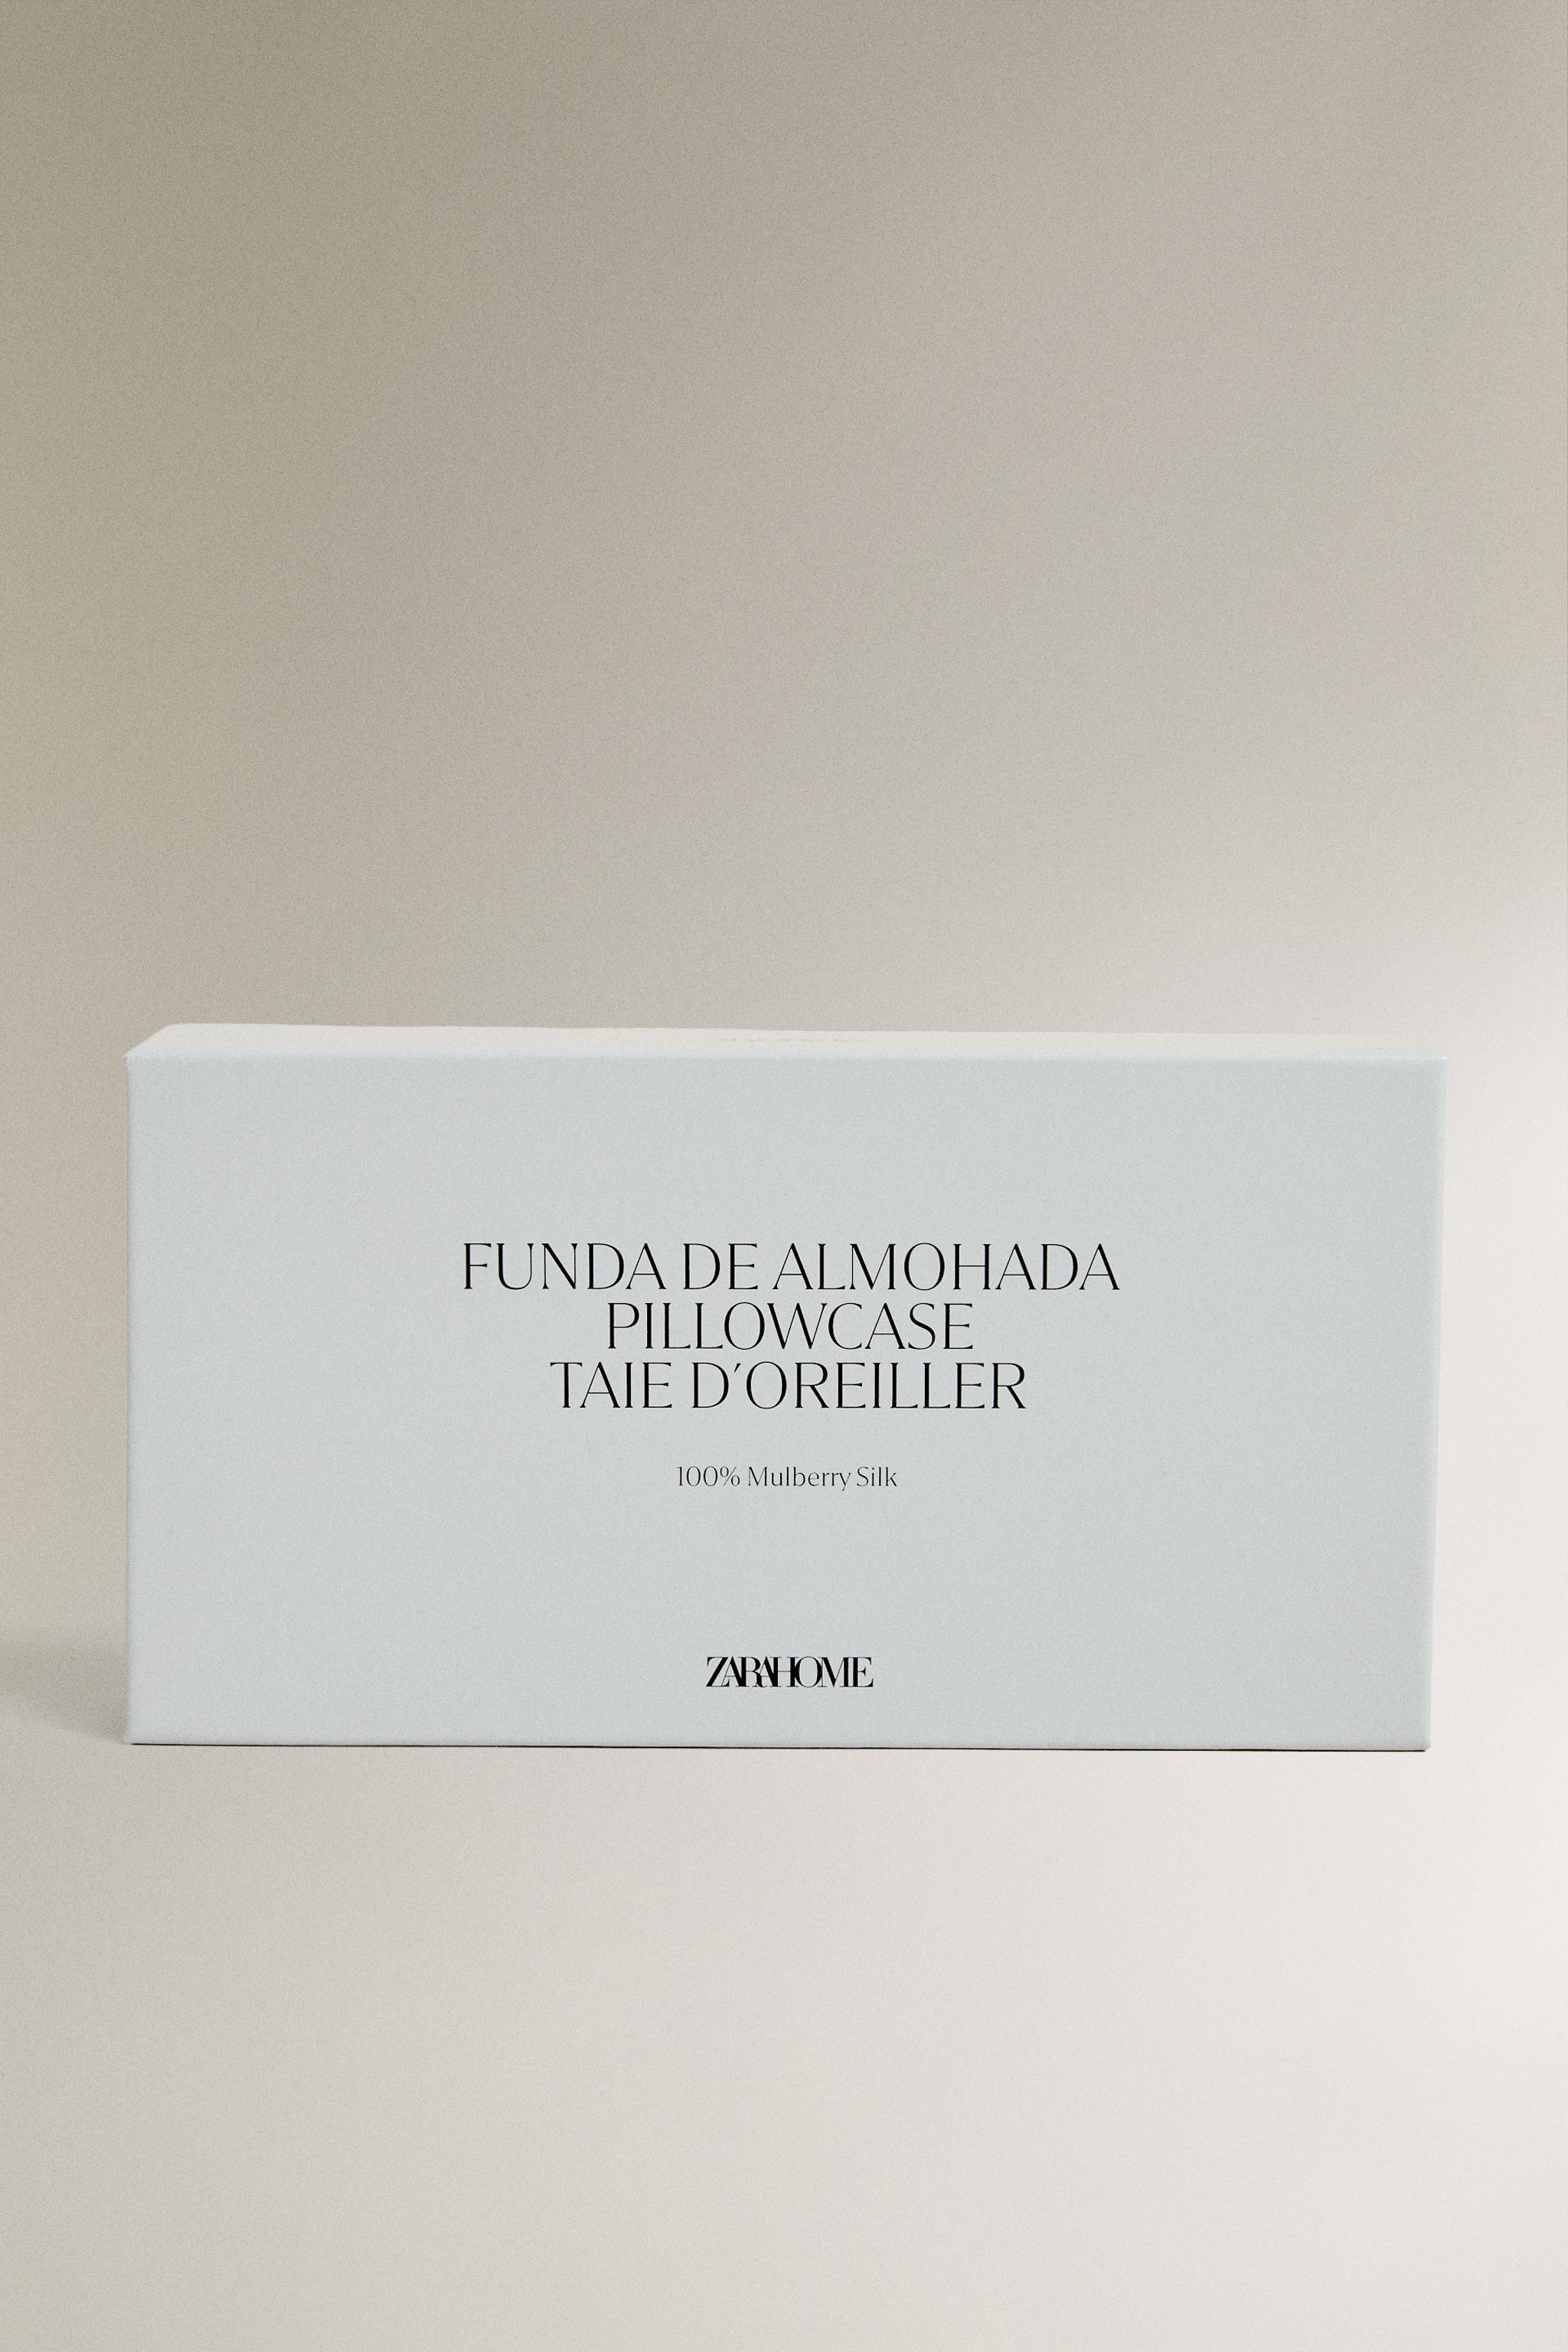 FUNDA DE ALMOHADA
PILLOWCASE
TAIE D'OREILLER
100% Mulberry Silk
ZARAHOME